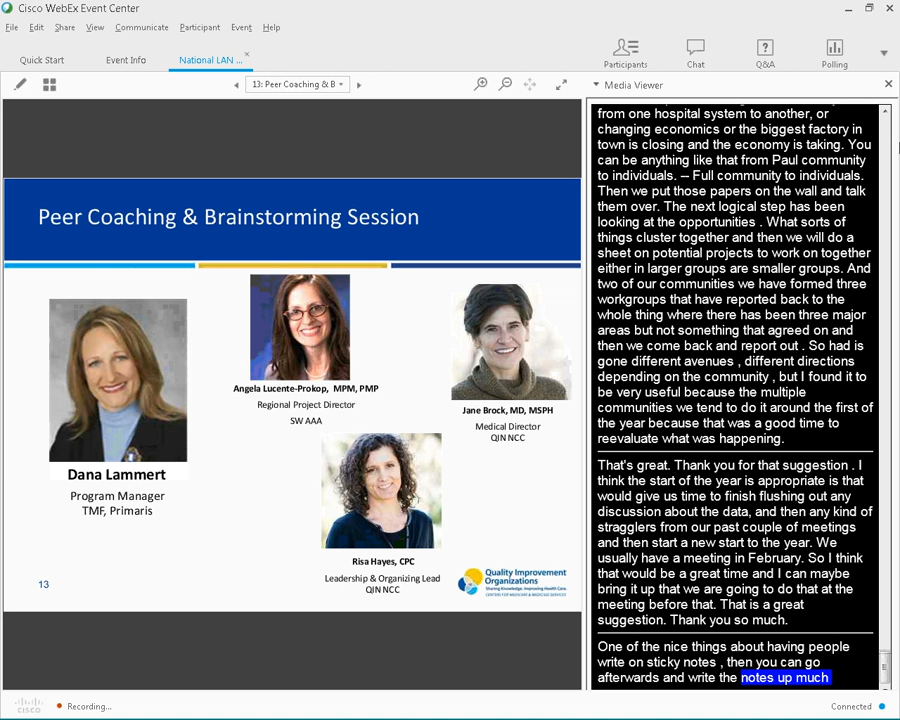 Cisco WebEx Event Center
File Edit Share View Communicate Participant Event Help
Quick Start Event Info National LAN ...
Participants Chat Q&A Polling
13: Peer Coaching & B
Media Viewer
Peer Coaching & Brainstorming Session
Dana Lammert
Program Manager
TMF, Primaris
Angela Lucente-Prokop, MPM, PMP
Regional Project Director
SW AAA
Jane Brock, MD, MSPH
Medical Director
QIN NCC
Risa Hayes, CPC
Leadership & Organizing Lead
QIN NCC
13
Quality Improvement
Organizations
Sharing Knowledge. Improving Health Care.
CENTERS FOR MEDICARE & MEDICAID SERVICES
from one hospital system to another, or
changing economics or the biggest factory in
town is closing and the economy is taking. You
can be anything like that from Paul community
to individuals. – Full community to individuals.
Then we put those papers on the wall and talk
them over. The next logical step has been
looking at the opportunities . What sorts of
things cluster together and then we will do a
sheet on potential projects to work on together
either in larger groups are smaller groups. And
two of our communities we have formed three
workgroups that have reported back to the
whole thing where there has been three major
areas but not something that agreed on and
then we come back and report out . So had is
gone different avenues , different directions
depending on the community , but I found it to
be very useful because the multiple
communities we tend to do it around the first of
the year because that was a good time to
reevaluate what was happening.
That's great. Thank you for that suggestion . I
think the start of the year is appropriate is that
would give us time to finish flushing out any
discussion about the data, and then any kind of
stragglers from our past couple of meetings
and then start a new start to the year. We
usually have a meeting in February. So I think
that would be a great time and I can maybe
bring it up that we are going to do that at the
meeting before that. That is a great
suggestion. Thank you so much.
One of the nice things about having people
write on sticky notes , then you can go
afterwards and write the notes up much
cisco
Recording...
Connected